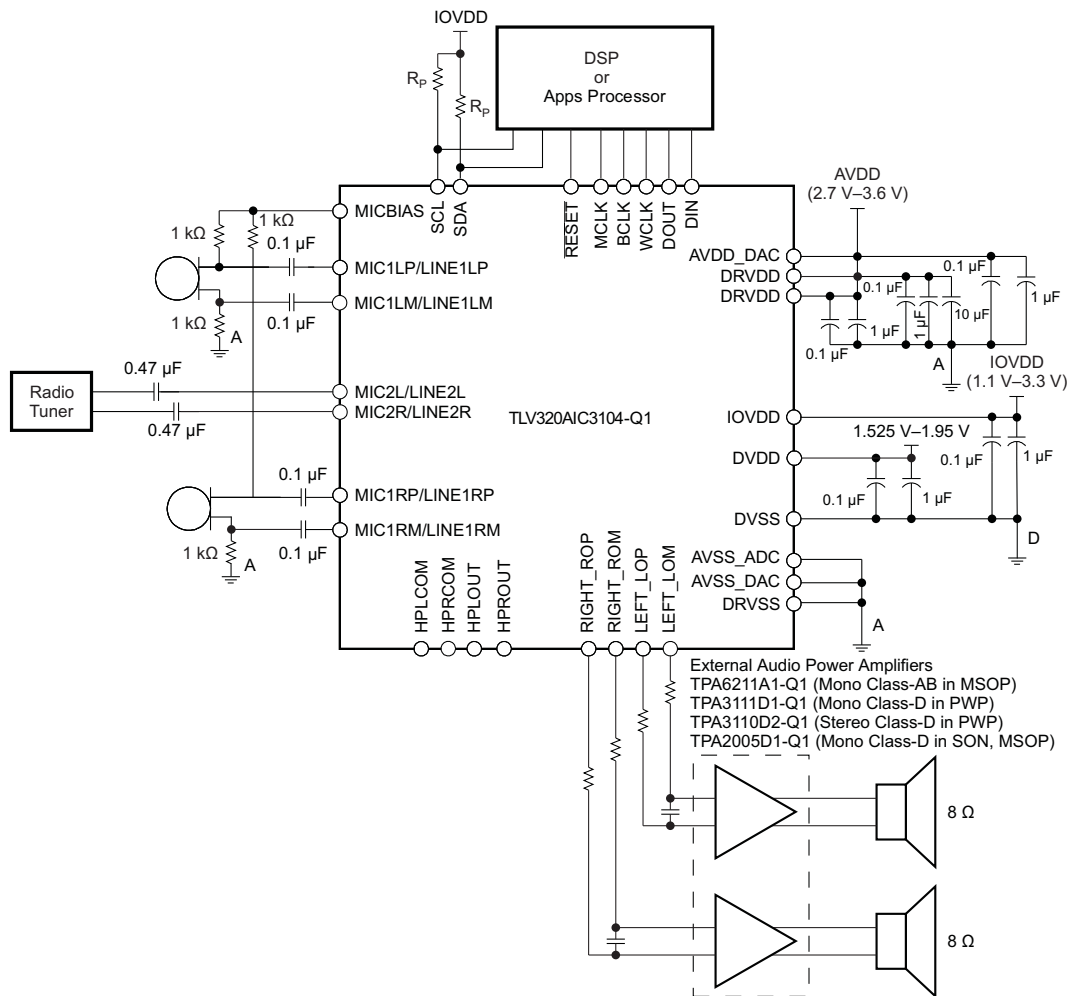 IOVDD
R_P
R_P
DSP
or
Apps Processor
AVDD
(2.7 V–3.6 V)
SCL
SDA
RESET
MCLK
BCLK
WCLK
DOUT
DIN
MICBIAS
1 kΩ
1 kΩ
0.1 µF
MIC1LP/LINE1LP
MIC1LM/LINE1LM
1 kΩ
A
0.1 µF
AVDD_DAC
DRVDD
DRVDD
0.1 µF
1 µF
0.1 µF
1 µF
10 µF
0.1 µF
1 µF
A
Radio
Tuner
0.47 µF
0.47 µF
MIC2L/LINE2L
MIC2R/LINE2R
TLV320AIC3104-Q1
IOVDD
(1.1 V–3.3 V)
IOVDD
1.525 V–1.95 V
DVDD
0.1 µF
1 µF
0.1 µF
1 µF
DVSS
D
0.1 µF
MIC1RP/LINE1RP
MIC1RM/LINE1RM
1 kΩ
A
0.1 µF
AVSS_ADC
AVSS_DAC
DRVSS
A
HPLCOM
HPRCOM
HPLOUT
HPROUT
RIGHT_ROP
RIGHT_ROM
LEFT_LOP
LEFT_LOM
External Audio Power Amplifiers
TPA6211A1-Q1 (Mono Class-AB in MSOP)
TPA3111D1-Q1 (Mono Class-D in PWP)
TPA3110D2-Q1 (Stereo Class-D in PWP)
TPA2005D1-Q1 (Mono Class-D in SON, MSOP)
8 Ω
8 Ω